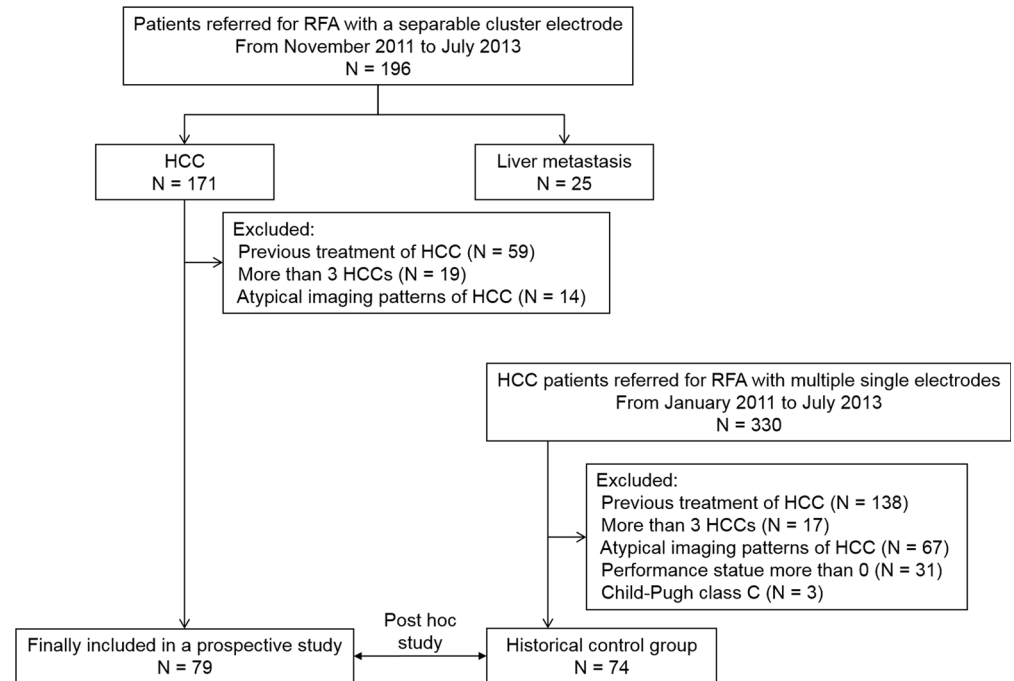 Patients referred for RFA with a separable cluster electrode
From November 2011 to July 2013
N = 196
HCC
N = 171
Liver metastasis
N = 25
Excluded:
Previous treatment of HCC (N = 59)
More than 3 HCCs (N = 19)
Atypical imaging patterns of HCC (N = 14)
HCC patients referred for RFA with multiple single electrodes
From January 2011 to July 2013
N = 330
Excluded:
Previous treatment of HCC (N = 138)
More than 3 HCCs (N = 17)
Atypical imaging patterns of HCC (N = 67)
Performance statue more than 0 (N = 31)
Child-Pugh class C (N = 3)
Finally included in a prospective study
N = 79
Post hoc
study
Historical control group
N = 74